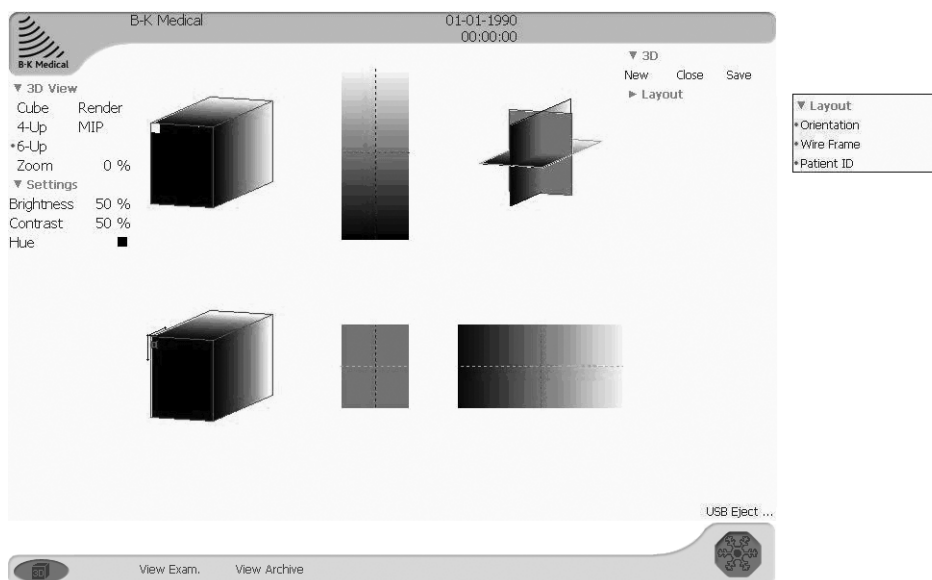 B-K Medical
01-01-1990
00:00:00
B-K Medical
▼ 3D View
Cube Render
4-Up MIP
•6-Up
Zoom 0 %
▼ Settings
Brightness 50 %
Contrast 50 %
Hue
▼ 3D
New Close Save
► Layout
▼ Layout
•Orientation
•Wire Frame
•Patient ID
USB Eject ...
3D
View Exam. View Archive